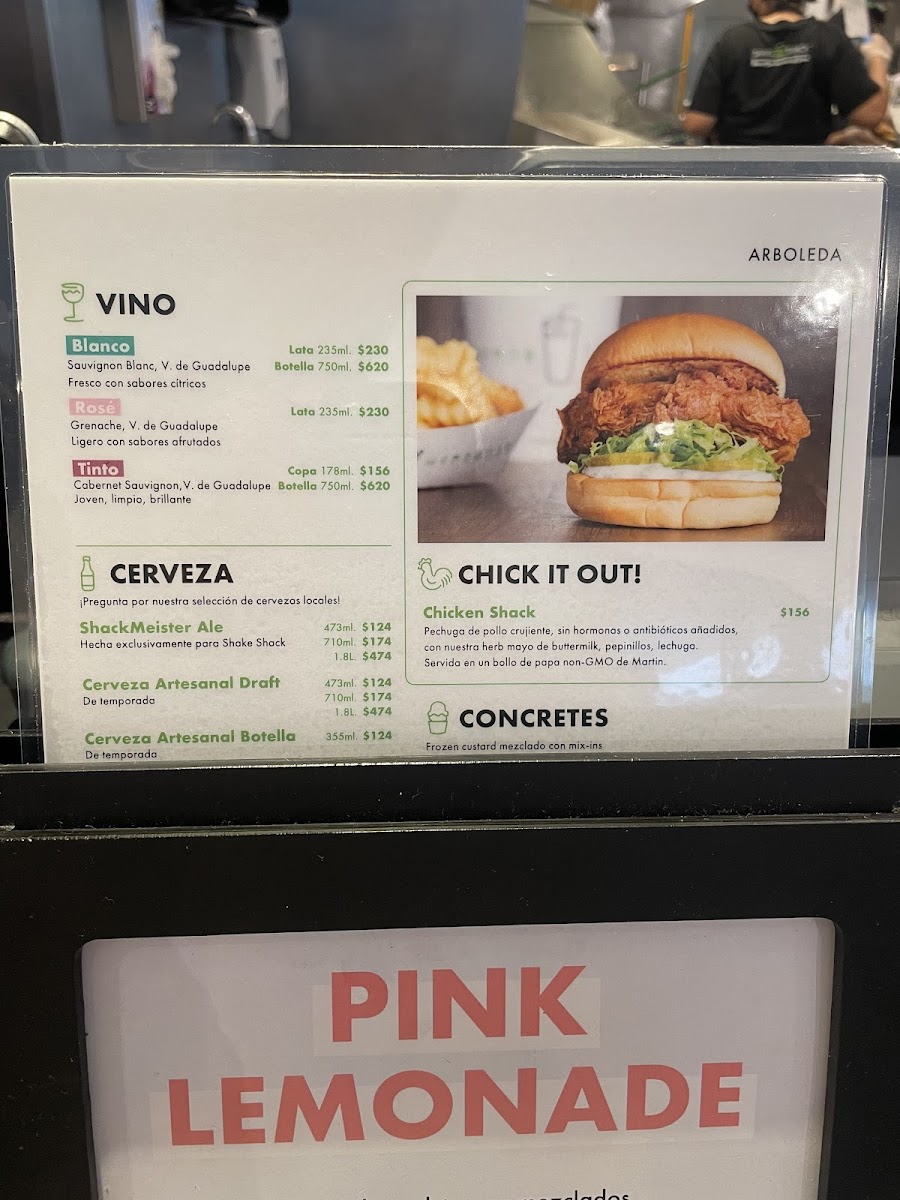 ARBOLEDA
VINO
Blanco
Lata 235ml. $230
Sauvignon Blanc, V. de Guadalupe Botella 750ml. $620
Fresco con sabores cítricos
Rosé
Lata 235ml. $230
Grenache, V. de Guadalupe
Ligero con sabores afrutados
Tinto
Copa 178ml. $156
Cabernet Sauvignon, V. de Guadalupe Botella 750ml. $620
Joven, limpio, brillante
CERVEZA
¡Pregunta por nuestra selección de cervezas locales!
ShackMeister Ale 473ml. $124
Hecha exclusivamente para Shake Shack 710ml. $174
1.8L. $474
Cerveza Artesanal Draft 473ml. $124
De temporada 710ml. $174
1.8L. $474
Cerveza Artesanal Botella 355ml. $124
De temporada
CHICK IT OUT!
Chicken Shack $156
Pechuga de pollo crujiente, sin hormonas o antibióticos añadidos,
con nuestra herb mayo de buttermilk, pepinillos, lechuga.
Servida en un bollo de papa non-GMO de Martin.
CONCRETES
Frozen custard mezclado con mix-ins
PINK
LEMONADE